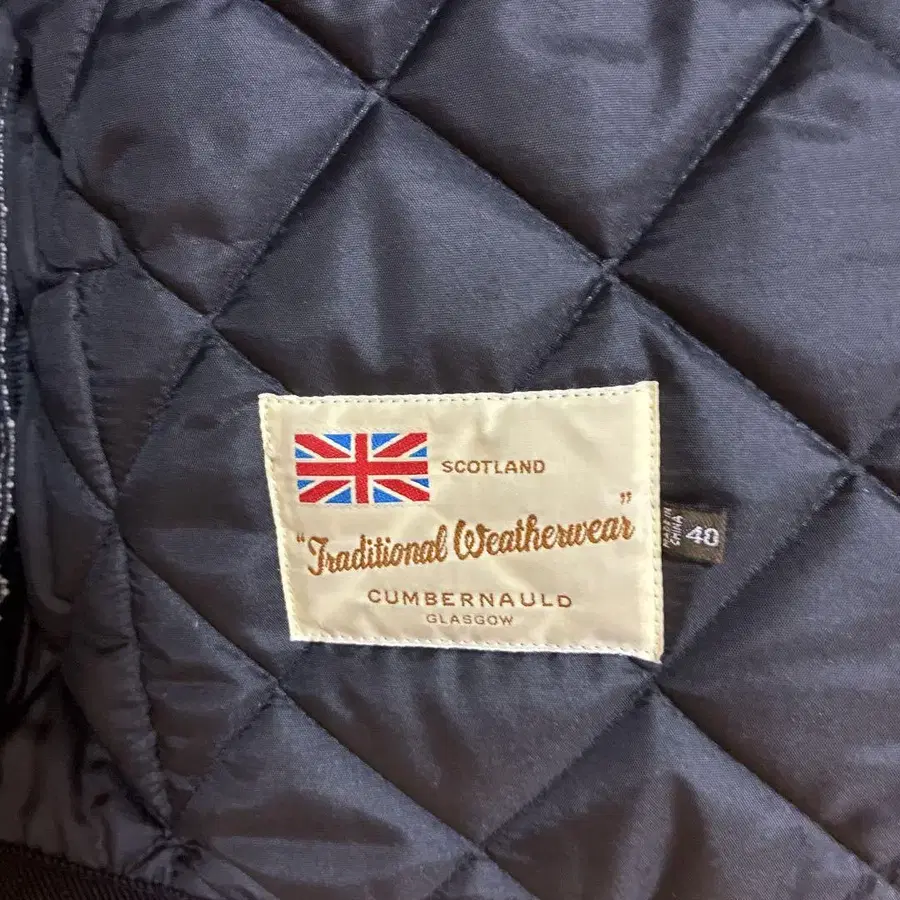 SCOTLAND
"Traditional Weatherwear"
CUMBERNAULD
GLASGOW
MADE IN
CHINA
40